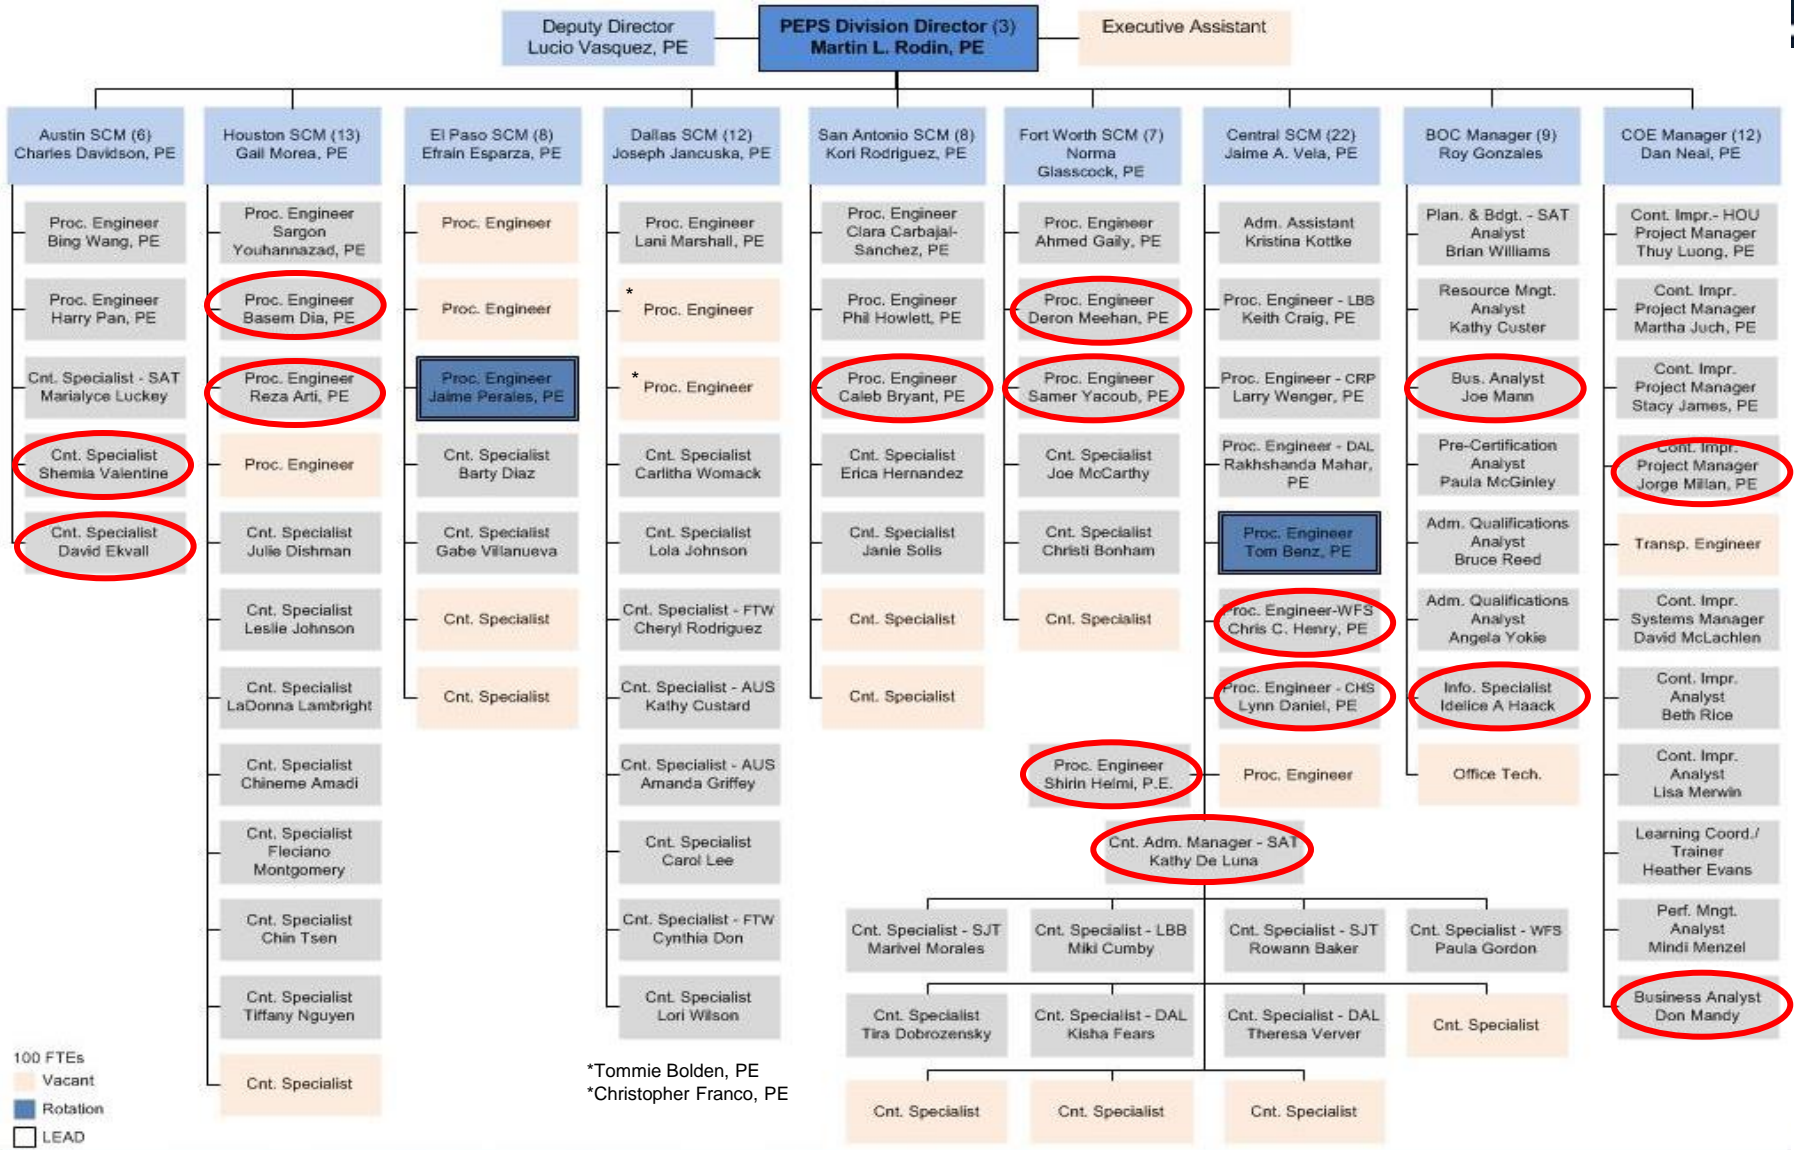 Deputy Director
Lucio Vasquez, PE
PEPS Division Director (3)
Martin L. Rodin, PE
Executive Assistant
Austin SCM (6)
Charles Davidson, PE
Proc. Engineer
Bing Wang, PE
Proc. Engineer
Harry Pan, PE
Cnt. Specialist - SAT
Marialyce Luckey
Cnt. Specialist
Shemia Valentine
Cnt. Specialist
David Ekvall
Houston SCM (13)
Gail Morea, PE
Proc. Engineer
Sargon
Youhannazad, PE
Proc. Engineer
Basem Dia, PE
Proc. Engineer
Reza Arti, PE
Proc. Engineer
Cnt. Specialist
Julie Dishman
Cnt. Specialist
Leslie Johnson
Cnt. Specialist
LaDonna Lambright
Cnt. Specialist
Chineme Amadi
Cnt. Specialist
Fleciano
Montgomery
Cnt. Specialist
Chin Tsen
Cnt. Specialist
Tiffany Nguyen
Cnt. Specialist
El Paso SCM (8)
Efrain Esparza, PE
Proc. Engineer
Proc. Engineer
Proc. Engineer
Jaime Perales, PE
Cnt. Specialist
Barty Diaz
Cnt. Specialist
Gabe Villanueva
Cnt. Specialist
Cnt. Specialist
Dallas SCM (12)
Joseph Jancuska, PE
Proc. Engineer
Lani Marshall, PE
*
Proc. Engineer
*
Proc. Engineer
Cnt. Specialist
Carlitha Womack
Cnt. Specialist
Lola Johnson
Cnt. Specialist - FTW
Cheryl Rodriguez
Cnt. Specialist - AUS
Kathy Custard
Cnt. Specialist - AUS
Amanda Griffey
Cnt. Specialist
Carol Lee
Cnt. Specialist - FTW
Cynthia Don
Cnt. Specialist
Lori Wilson
San Antonio SCM (8)
Kori Rodriguez, PE
Proc. Engineer
Clara Carbajal-
Sanchez, PE
Proc. Engineer
Phil Howlett, PE
Proc. Engineer
Caleb Bryant, PE
Cnt. Specialist
Erica Hernandez
Cnt. Specialist
Janie Solis
Cnt. Specialist
Cnt. Specialist
Fort Worth SCM (7)
Norma
Glasscock, PE
Proc. Engineer
Ahmed Gaily, PE
Proc. Engineer
Deron Meehan, PE
Proc. Engineer
Samer Yacoub, PE
Cnt. Specialist
Joe McCarthy
Cnt. Specialist
Christi Bonham
Cnt. Specialist
Central SCM (22)
Jaime A. Vela, PE
Adm. Assistant
Kristina Kottke
Proc. Engineer - LBB
Keith Craig, PE
Proc. Engineer - CRP
Larry Wenger, PE
Proc. Engineer - DAL
Rakhshanda Mahar,
PE
Proc. Engineer
Tom Benz, PE
Proc. Engineer-WFS
Chris C. Henry, PE
Proc. Engineer - CHS
Lynn Daniel, PE
Proc. Engineer
Shirin Helmi, P.E.
Proc. Engineer
Cnt. Adm. Manager - SAT
Kathy De Luna
Cnt. Specialist - SJT
Marivel Morales
Cnt. Specialist - LBB
Miki Cumby
Cnt. Specialist - SJT
Rowann Baker
Cnt. Specialist - WFS
Paula Gordon
Cnt. Specialist
Tira Dobrozensky
Cnt. Specialist - DAL
Kisha Fears
Cnt. Specialist - DAL
Theresa Verver
Cnt. Specialist
Cnt. Specialist
Cnt. Specialist
Cnt. Specialist
BOC Manager (9)
Roy Gonzales
Plan. & Bdgt. - SAT
Analyst
Brian Williams
Resource Mngt.
Analyst
Kathy Custer
Bus. Analyst
Joe Mann
Pre-Certification
Analyst
Paula McGinley
Adm. Qualifications
Analyst
Bruce Reed
Adm. Qualifications
Analyst
Angela Yokie
Info. Specialist
Idelice A Haack
Office Tech.
COE Manager (12)
Dan Neal, PE
Cont. Impr.- HOU
Project Manager
Thuy Luong, PE
Cont. Impr.
Project Manager
Martha Juch, PE
Cont. Impr.
Project Manager
Stacy James, PE
Cont. Impr.
Project Manager
Jorge Millan, PE
Transp. Engineer
Cont. Impr.
Systems Manager
David McLachlen
Cont. Impr.
Analyst
Beth Rice
Cont. Impr.
Analyst
Lisa Merwin
Learning Coord./
Trainer
Heather Evans
Perf. Mngt.
Analyst
Mindi Menzel
Business Analyst
Don Mandy
100 FTEs
Vacant
Rotation
LEAD
*Tommie Bolden, PE
*Christopher Franco, PE